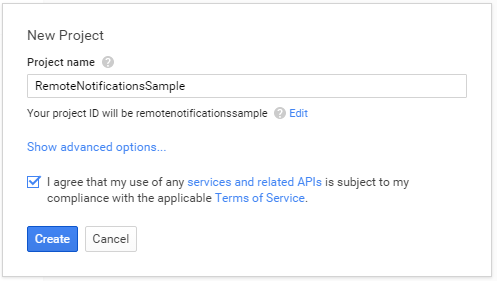 New Project
Project name ?
RemoteNotificationsSample
Your project ID will be remotenotificationssample ? Edit
Show advanced options...
I agree that my use of any services and related APIs is subject to my
compliance with the applicable Terms of Service.
Create Cancel